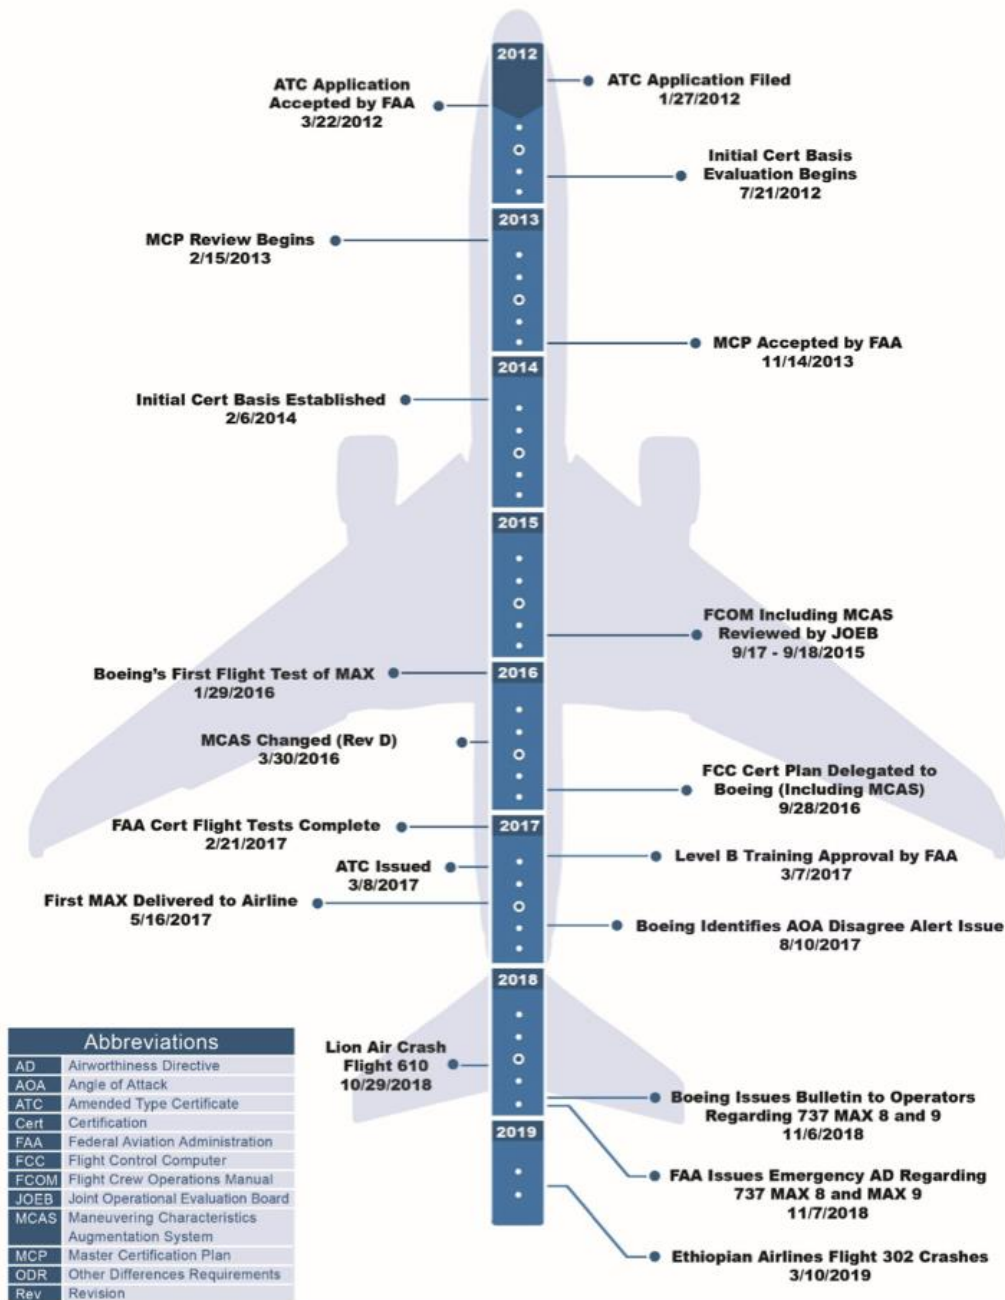 2012
ATC Application
Accepted by FAA
3/22/2012
ATC Application Filed
1/27/2012
Initial Cert Basis
Evaluation Begins
7/21/2012
2013
MCP Review Begins
2/15/2013
MCP Accepted by FAA
11/14/2013
2014
Initial Cert Basis Established
2/6/2014
2015
FCOM Including MCAS
Reviewed by JOEB
9/17 - 9/18/2015
2016
Boeing's First Flight Test of MAX
1/29/2016
MCAS Changed (Rev D)
3/30/2016
FCC Cert Plan Delegated to
Boeing (Including MCAS)
9/28/2016
2017
FAA Cert Flight Tests Complete
2/21/2017
Level B Training Approval by FAA
3/7/2017
ATC Issued
3/8/2017
First MAX Delivered to Airline
5/16/2017
Boeing Identifies AOA Disagree Alert Issue
8/10/2017
2018
Lion Air Crash
Flight 610
10/29/2018
Boeing Issues Bulletin to Operators
Regarding 737 MAX 8 and 9
11/6/2018
2019
FAA Issues Emergency AD Regarding
737 MAX 8 and MAX 9
11/7/2018
Ethiopian Airlines Flight 302 Crashes
3/10/2019
Abbreviations
AD Airworthiness Directive
AOA Angle of Attack
ATC Amended Type Certificate
Cert Certification
FAA Federal Aviation Administration
FCC Flight Control Computer
FCOM Flight Crew Operations Manual
JOEB Joint Operational Evaluation Board
MCAS Maneuvering Characteristics
Augmentation System
MCP Master Certification Plan
ODR Other Differences Requirements
Rev Revision